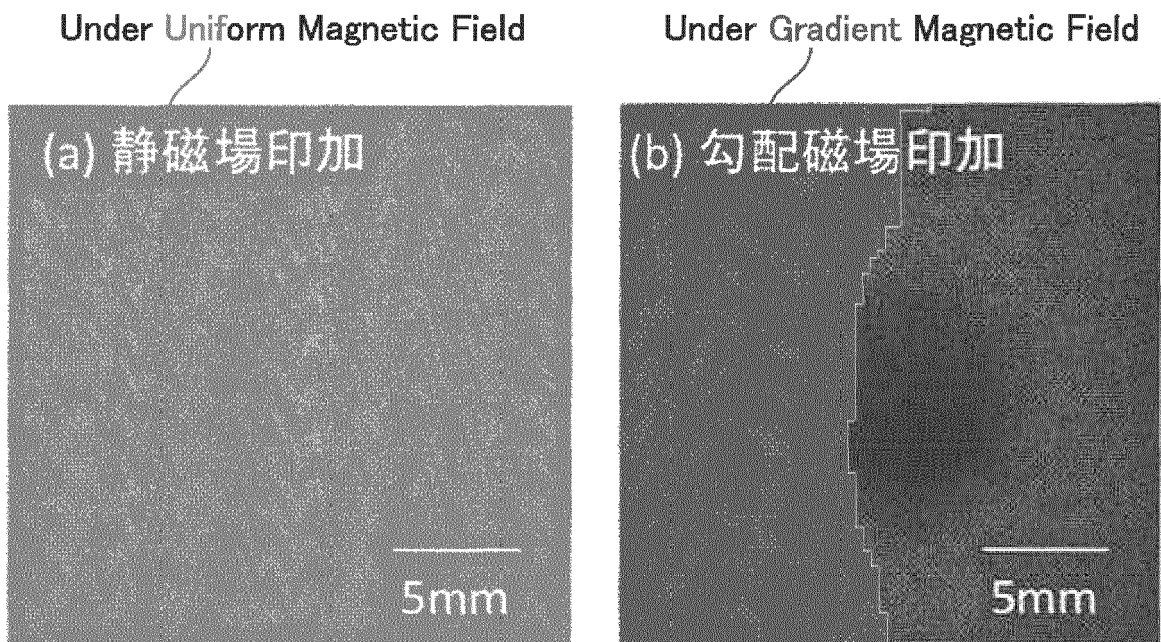 Under Uniform Magnetic Field
Under Gradient Magnetic Field
(a) 静磁場印加
(b) 勾配磁場印加
5mm
5mm